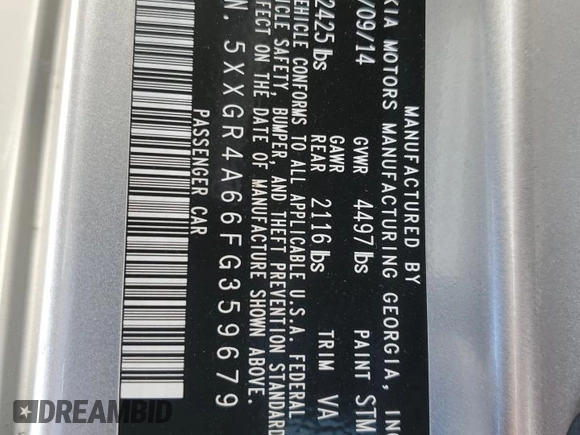 MANUFACTURED BY
KIA MOTORS MANUFACTURING GEORGIA, INC
/09/14 GVWR 4497 lbs PAINT STM
GAWR
2425 lbs REAR 2116 lbs TRIM VA
VEHICLE CONFORMS TO ALL APPLICABLE U.S.A. FEDERAL
VEHICLE SAFETY, BUMPER, AND THEFT PREVENTION STANDARD
EFFECT ON THE DATE OF MANUFACTURE SHOWN ABOVE.
N. 5XXGR4A66FG359679
PASSENGER CAR
DREAMBID